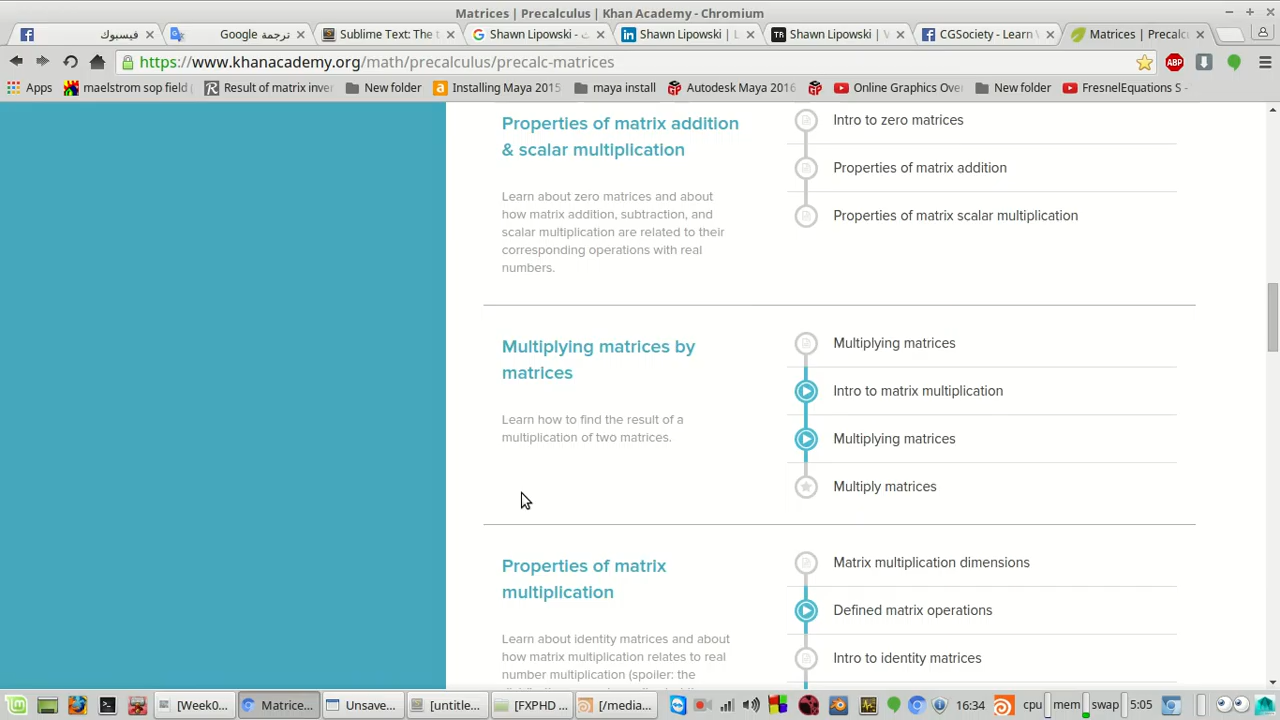 Matrices | Precalculus | Khan Academy - Chromium
فيسبوك
ترجمة Google
Sublime Text: The t
Shawn Lipowski -
Shawn Lipowski | L
Shawn Lipowski | V
CGSociety - Learn V
Matrices | Precalc
https://www.khanacademy.org/math/precalculus/precalc-matrices
Apps
maelstrom sop field
Result of matrix inver
New folder
Installing Maya 2015
maya install
Autodesk Maya 2016
Online Graphics Ove
New folder
FresnelEquations S -
Properties of matrix addition
& scalar multiplication
Learn about zero matrices and about
how matrix addition, subtraction, and
scalar multiplication are related to their
corresponding operations with real
numbers.
Intro to zero matrices
Properties of matrix addition
Properties of matrix scalar multiplication
Multiplying matrices by
matrices
Learn how to find the result of a
multiplication of two matrices.
Multiplying matrices
Intro to matrix multiplication
Multiplying matrices
Multiply matrices
Properties of matrix
multiplication
Learn about identity matrices and about
how matrix multiplication relates to real
number multiplication (spoiler: the
Matrix multiplication dimensions
Defined matrix operations
Intro to identity matrices
[Week0...
Matrice...
Unsave...
[untitle...
[FXPHD ...
[/media...
16:34
cpu
mem
swap
5:05